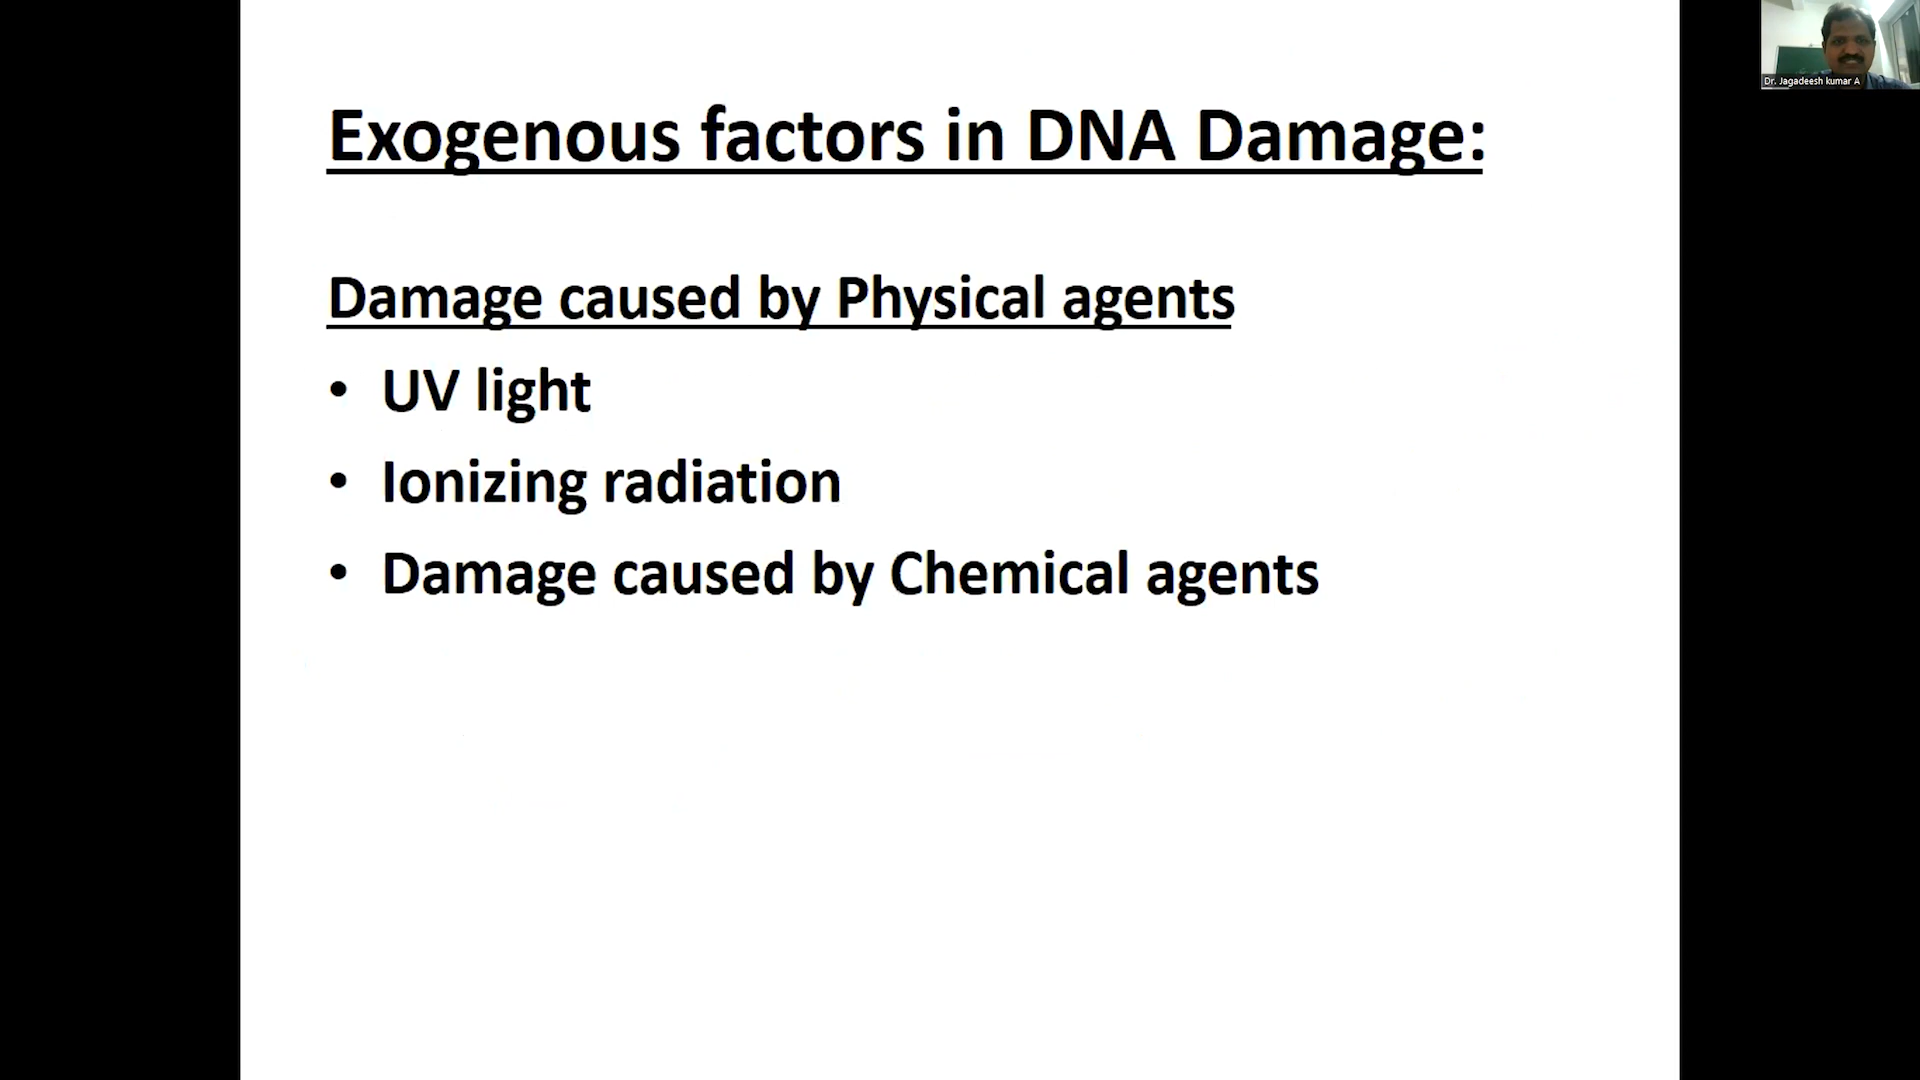 Exogenous factors in DNA Damage:
Damage caused by Physical agents
• UV light
• Ionizing radiation
• Damage caused by Chemical agents
Dr. Jagadeesh kumar A